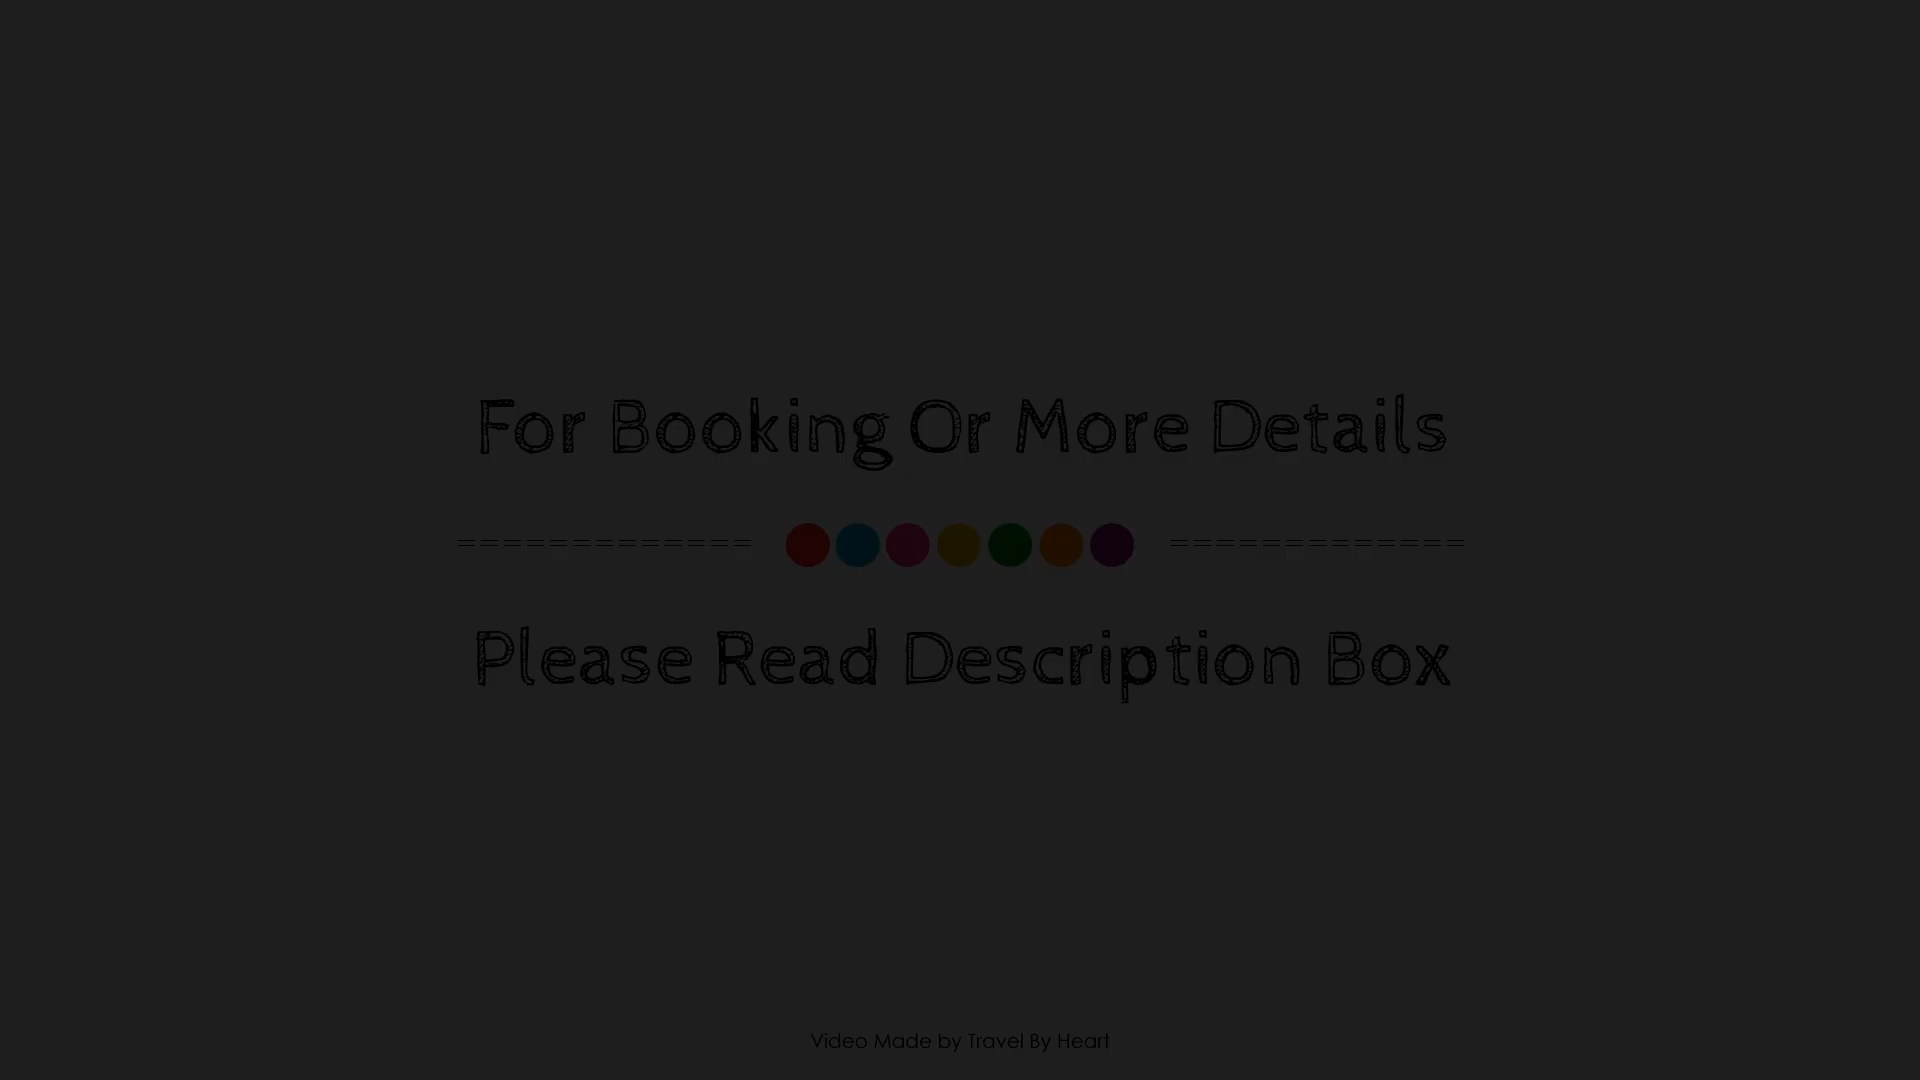 For Booking Or More Details
============= =============
Please Read Description Box
Video Made by Travel By Heart